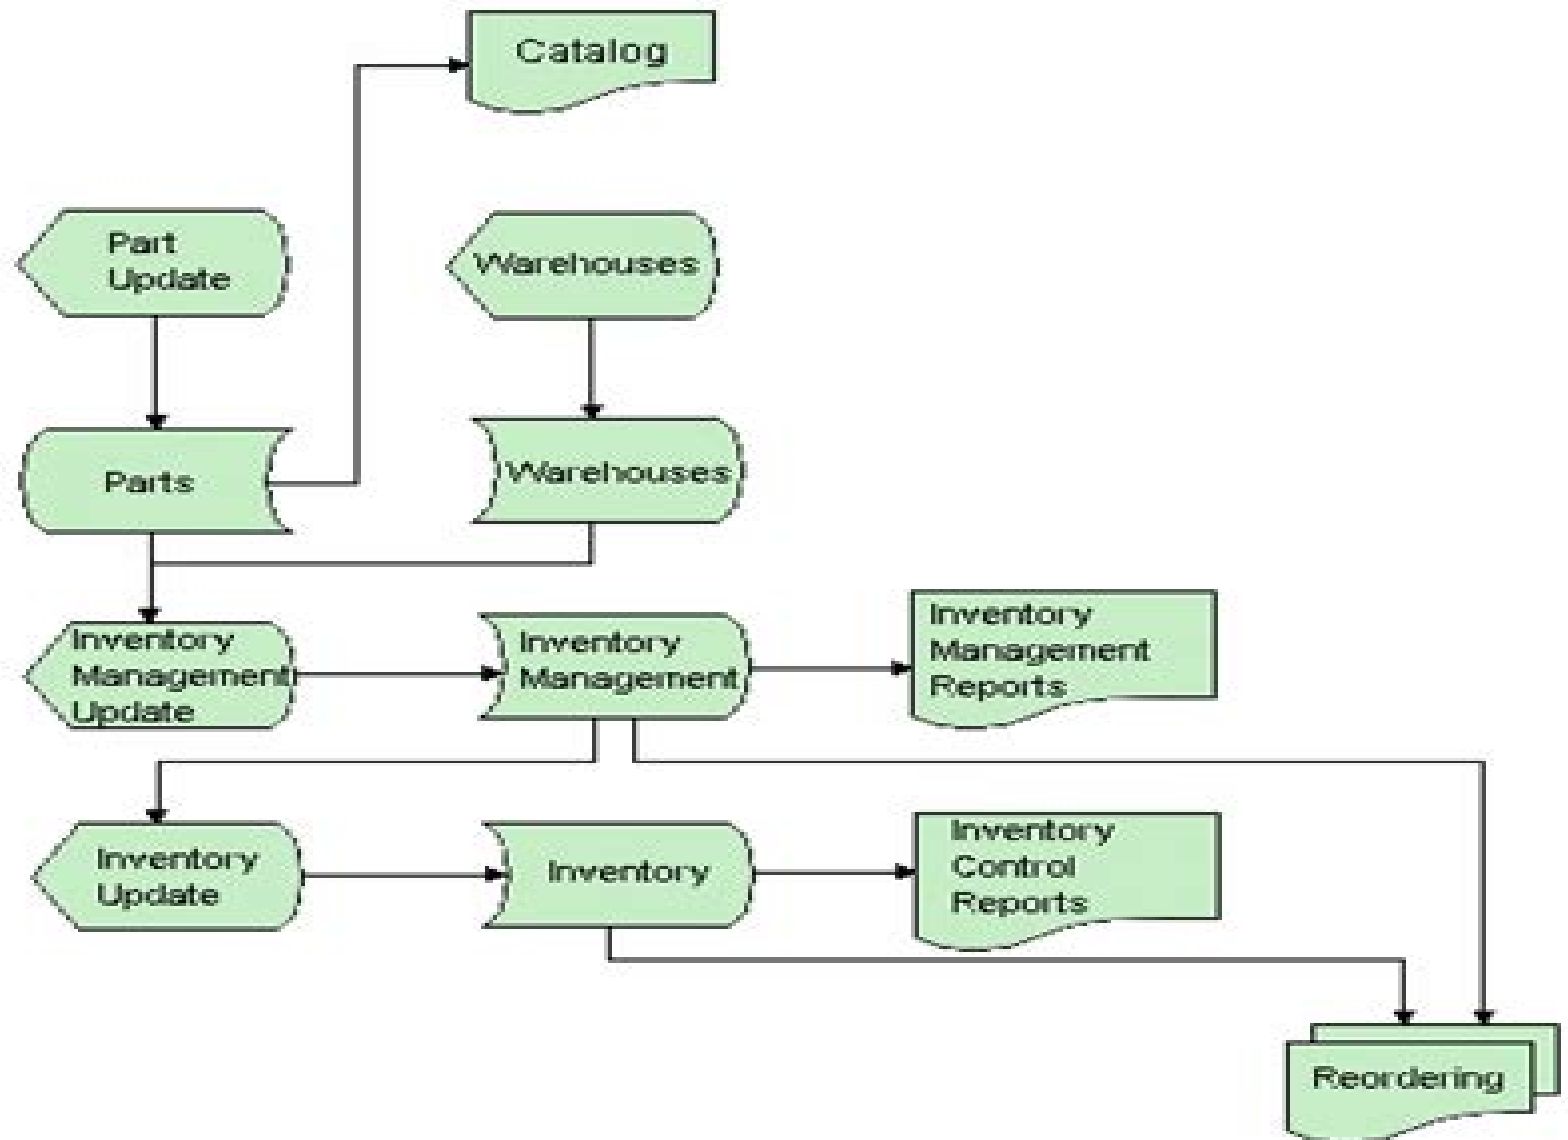 Catalog
Part
Update
Warehouses
Parts
Warehouses
Inventory
Management
Update
Inventory
Management
Inventory
Management
Reports
Inventory
Update
Inventory
Inventory
Control
Reports
Reordering